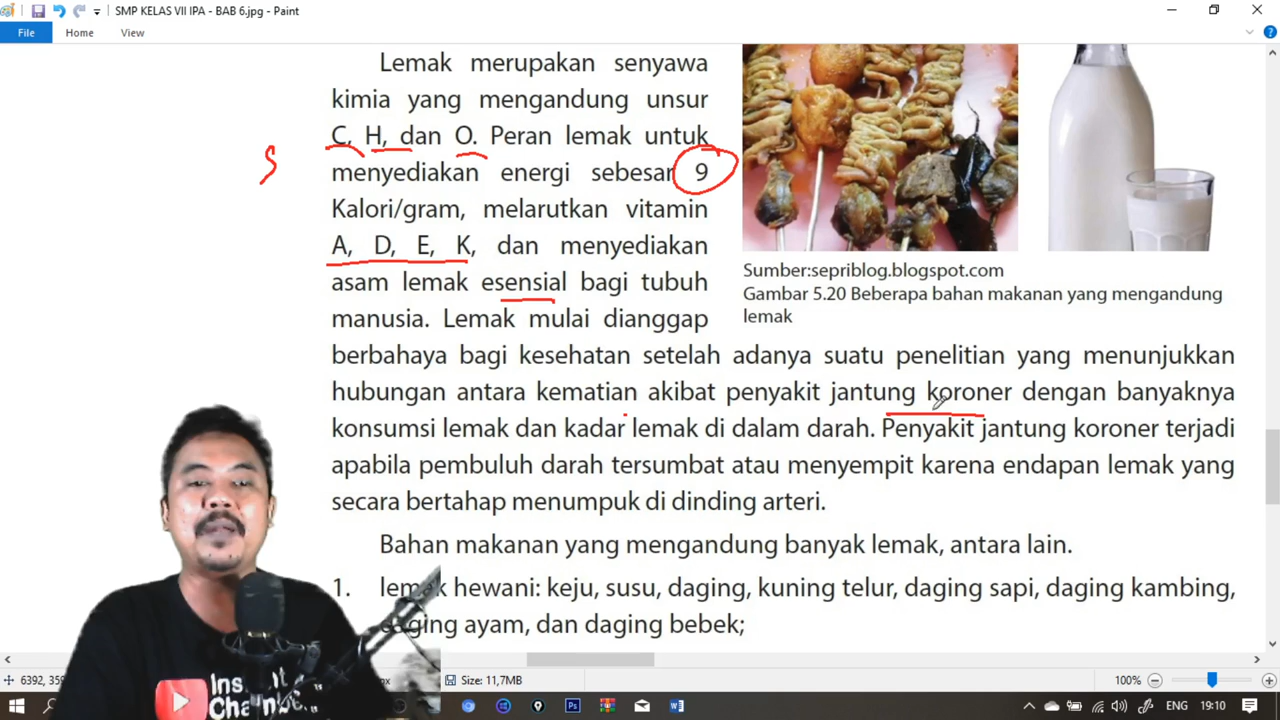 SMP KELAS VII IPA - BAB 6.jpg - Paint
File Home View
Lemak merupakan senyawa
kimia yang mengandung unsur
C, H, dan O. Peran lemak untuk
menyediakan energi sebesar 9
Kalori/gram, melarutkan vitamin
A, D, E, K, dan menyediakan
asam lemak esensial bagi tubuh
manusia. Lemak mulai dianggap
Sumber:sepriblog.blogspot.com
Gambar 5.20 Beberapa bahan makanan yang mengandung
lemak
berbahaya bagi kesehatan setelah adanya suatu penelitian yang menunjukkan
hubungan antara kematian akibat penyakit jantung koroner dengan banyaknya
konsumsi lemak dan kadar lemak di dalam darah. Penyakit jantung koroner terjadi
apabila pembuluh darah tersumbat atau menyempit karena endapan lemak yang
secara bertahap menumpuk di dinding arteri.
Bahan makanan yang mengandung banyak lemak, antara lain.
1. lemak hewani: keju, susu, daging, kuning telur, daging sapi, daging kambing,
daging ayam, dan daging bebek;
Size: 11,7MB
100%
ENG 19:10